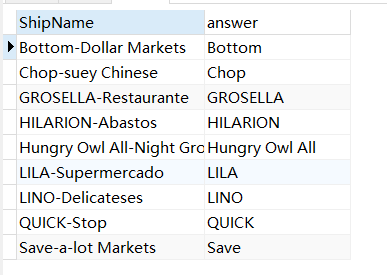 ShipName answer
Bottom-Dollar Markets Bottom
Chop-suey Chinese Chop
GROSELLA-Restaurante GROSELLA
HILARION-Abastos HILARION
Hungry Owl All-Night Gro Hungry Owl All
LILA-Supermercado LILA
LINO-Delicateses LINO
QUICK-Stop QUICK
Save-a-lot Markets Save